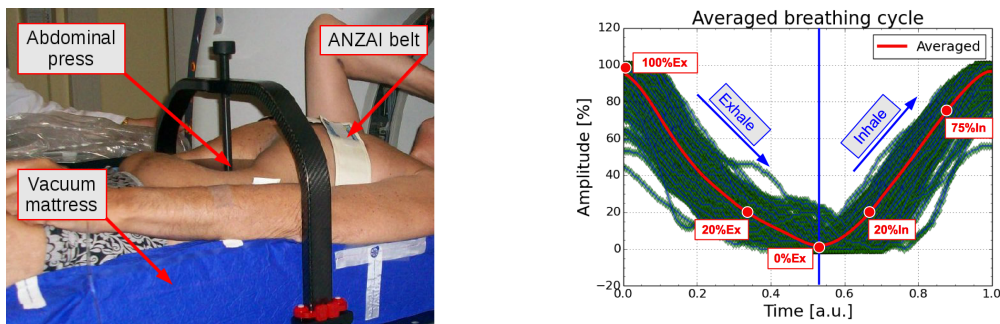 Abdominal
press
ANZAI belt
Vacuum
mattress
Averaged breathing cycle
Averaged
100%Ex
Exhale
Inhale
75%In
20%Ex
20%In
0%Ex
Amplitude [%]
120
100
80
60
40
20
0
−20
0.0
0.2
0.4
0.6
0.8
1.0
Time [a.u.]